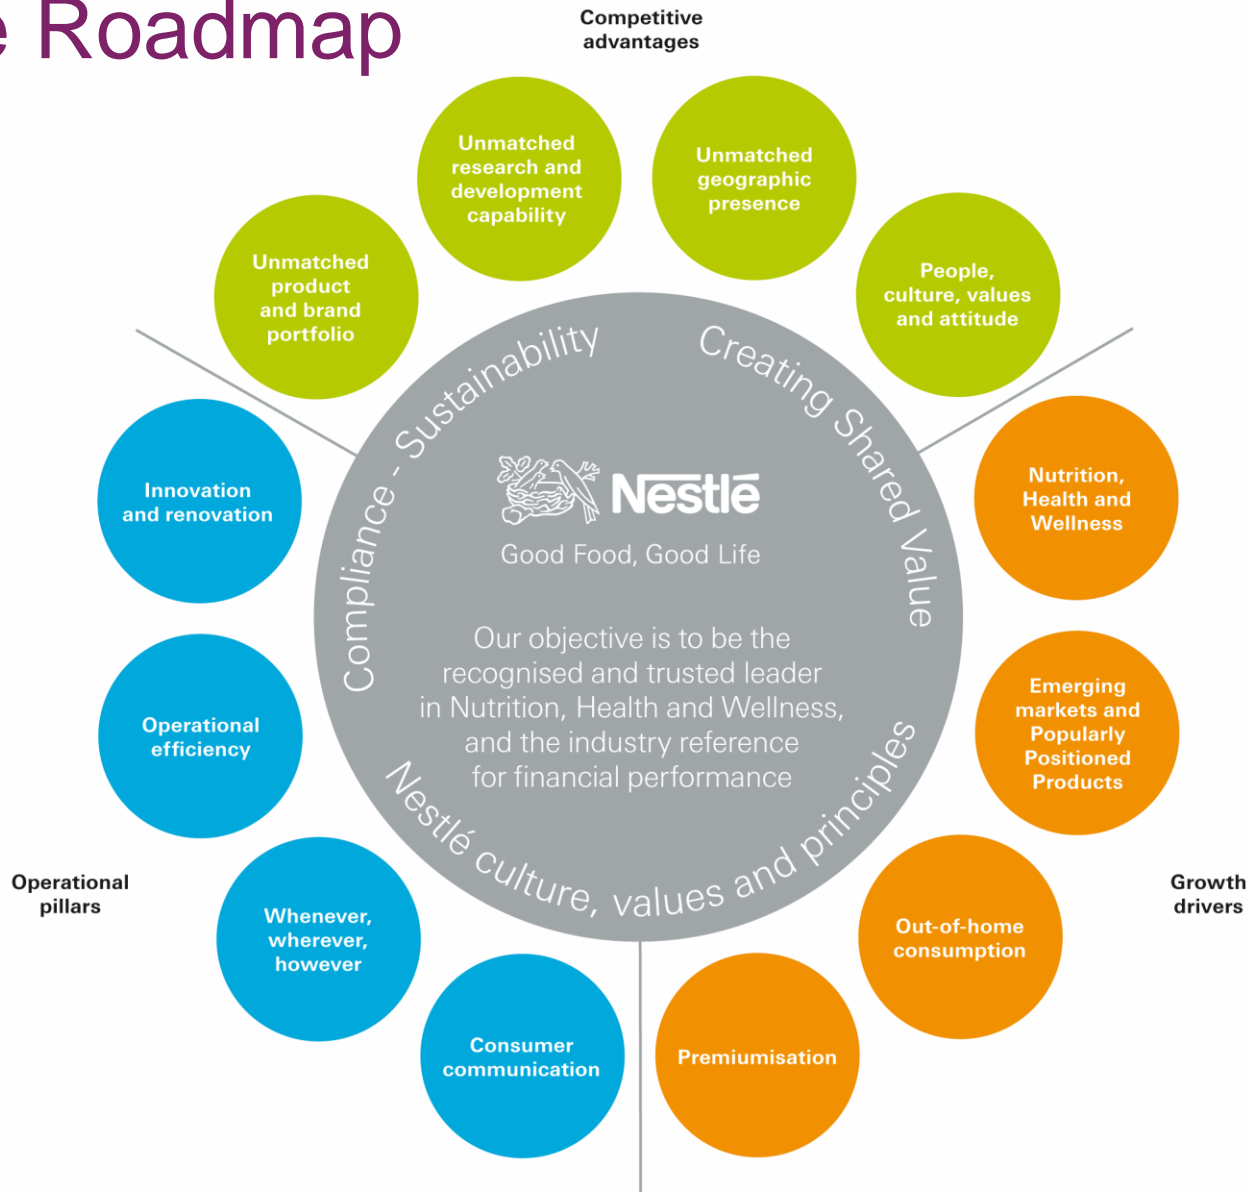 e Roadmap
Competitive
advantages
Unmatched
research and
development
capability
Unmatched
geographic
presence
Unmatched
product
and brand
portfolio
People,
culture, values
and attitude
Innovation
and renovation
Operational
efficiency
Whenever,
wherever,
however
Consumer
communication
Operational
pillars
Nutrition,
Health and
Wellness
Emerging
markets and
Popularly
Positioned
Products
Out-of-home
consumption
Premiumisation
Growth
drivers
Compliance - Sustainability
Creating Shared Value
Nestlé
Good Food, Good Life
Our objective is to be the
recognised and trusted leader
in Nutrition, Health and Wellness,
and the industry reference
for financial performance
Nestlé culture, values and principles